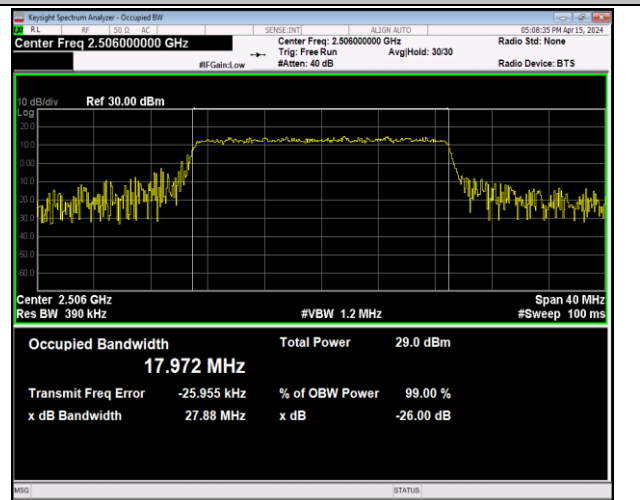 Keysight Spectrum Analyzer - Occupied BW
RL RF 50 Ω AC SENSE:INT ALIGN AUTO 05:08:35 PM Apr 15, 2024
Center Freq 2.506000000 GHz Center Freq: 2.506000000 GHz Radio Std: None
Trig: Free Run Avg|Hold: 30/30
#IFGain:Low #Atten: 40 dB Radio Device: BTS
10 dB/div Ref 30.00 dBm
Log
20.0
10.0
0.00
-10.0
-20.0
-30.0
-40.0
-50.0
-60.0
Center 2.506 GHz Span 40 MHz
Res BW 390 kHz #VBW 1.2 MHz #Sweep 100 ms
Occupied Bandwidth Total Power 29.0 dBm
17.972 MHz
Transmit Freq Error -25.955 kHz % of OBW Power 99.00 %
x dB Bandwidth 27.88 MHz x dB -26.00 dB
MSG STATUS